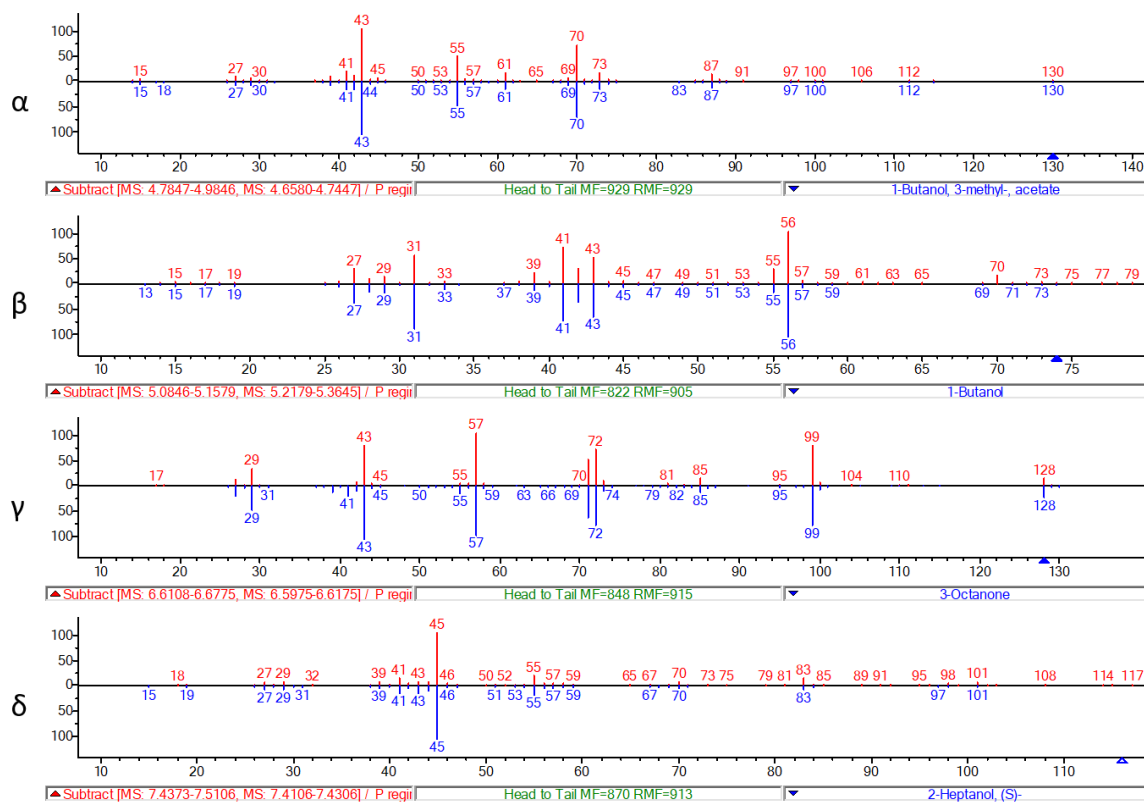 α
100
50
0
50
100
15 27 30 41 43 45 50 53 55 57 61 65 69 70 73 87 91 97 100 106 112 130
15 18 27 30 41 43 44 50 53 55 57 61 69 70 73 83 87 97 100 112 130
10 20 30 40 50 60 70 80 90 100 110 120 130 140
Subtract [MS: 4.7847-4.9846, MS: 4.6580-4.7447] / P regi Head to Tail MF=929 RMF=929 1-Butanol, 3-methyl-, acetate
β
100
50
0
50
100
15 17 19 27 29 31 33 39 41 43 45 47 49 51 53 55 56 57 59 61 63 65 70 73 75 77 79
13 15 17 19 27 29 31 33 37 39 41 43 45 47 49 51 53 55 56 57 59 69 71 73
10 15 20 25 30 35 40 45 50 55 60 65 70 75
Subtract [MS: 5.0846-5.1579, MS: 5.2179-5.3645] / P regi Head to Tail MF=822 RMF=905 1-Butanol
γ
100
50
0
50
100
17 29 43 45 55 57 59 70 72 81 85 95 99 104 110 128
29 31 41 43 45 50 55 57 59 63 66 69 72 74 79 82 85 95 99 128
10 20 30 40 50 60 70 80 90 100 110 120 130
Subtract [MS: 6.6108-6.6775, MS: 6.5975-6.6175] / P regi Head to Tail MF=848 RMF=915 3-Octanone
δ
100
50
0
50
100
18 27 29 32 39 41 43 45 46 50 52 55 57 59 65 67 70 73 75 79 81 83 85 89 91 95 98 101 108 114 117
15 19 27 29 31 39 41 43 45 46 51 53 55 57 59 67 70 83 97 101
10 20 30 40 50 60 70 80 90 100 110
Subtract [MS: 7.4373-7.5106, MS: 7.4106-7.4306] / P regi Head to Tail MF=870 RMF=913 2-Heptanol, (S)-